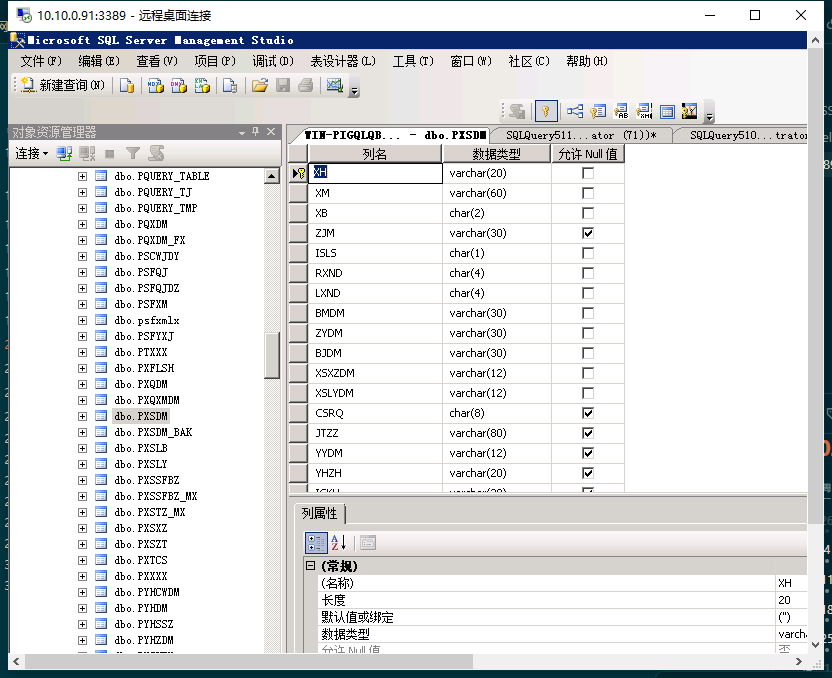 10.10.0.91:3389 - 远程桌面连接
Microsoft SQL Server Management Studio
文件(F) 编辑(E) 查看(V) 项目(P) 调试(D) 表设计器(L) 工具(T) 窗口(W) 社区(C) 帮助(H)
新建查询(N)
对象资源管理器
连接
dbo.PQUERY_TABLE
dbo.PQUERY_TJ
dbo.PQUERY_TMP
dbo.PQXDM
dbo.PQXDM_FX
dbo.PSCWJDY
dbo.PSFQJ
dbo.PSFQJDZ
dbo.PSFXM
dbo.psfxmlx
dbo.PSFYXJ
dbo.PTXXX
dbo.PXFLSH
dbo.PXQDM
dbo.PXQXMDM
dbo.PXSDM
dbo.PXSDM_BAK
dbo.PXSLB
dbo.PXSLY
dbo.PXSSFBZ
dbo.PXSSFBZ_MX
dbo.PXSTZ_MX
dbo.PXSXZ
dbo.PXSZT
dbo.PXTCS
dbo.PXXXX
dbo.PYHCWDM
dbo.PYHDM
dbo.PYHSSZ
dbo.PYHZDM
WIN-PIGQLQB... - dbo.PXSDM SQLQuery511...ator (71))* SQLQuery510...trator
列名 数据类型 允许 Null 值
XH varchar(20)
XM varchar(60)
XB char(2)
ZJM varchar(30)
ISLS char(1)
RXND char(4)
LXND char(4)
BMDM varchar(30)
ZYDM varchar(30)
BJDM varchar(30)
XSXZDM varchar(12)
XSLYDM varchar(12)
CSRQ char(8)
JTZZ varchar(80)
YYDM varchar(12)
YHZH varchar(20)
列属性
(常规)
(名称) XH
长度 20
默认值或绑定 ('')
数据类型 varcha
允许 Null 值 否